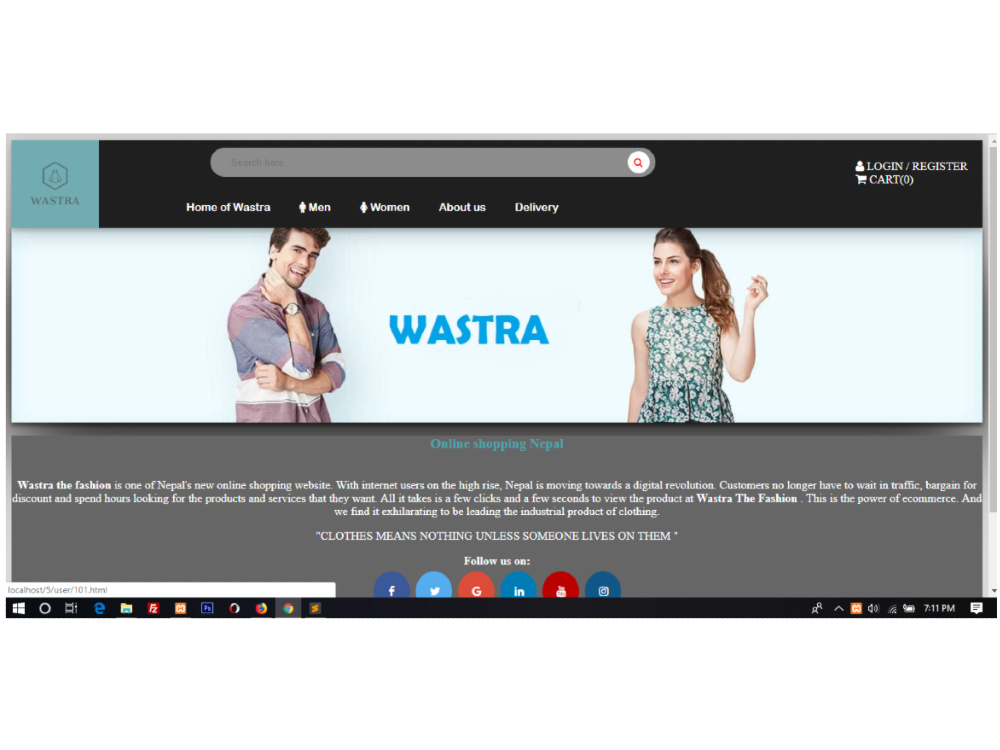 Search here...
LOGIN / REGISTER
CART(0)
WASTRA
Home of Wastra Men Women About us Delivery
WASTRA
Online shopping Nepal
Wastra the fashion is one of Nepal's new online shopping website. With internet users on the high rise, Nepal is moving towards a digital revolution. Customers no longer have to wait in traffic, bargain for
discount and spend hours looking for the products and services that they want. All it takes is a few clicks and a few seconds to view the product at Wastra The Fashion . This is the power of ecommerce. And
we find it exhilarating to be leading the industrial product of clothing.
"CLOTHES MEANS NOTHING UNLESS SOMEONE LIVES ON THEM "
Follow us on:
localhost/5/user/101.html
7:11 PM